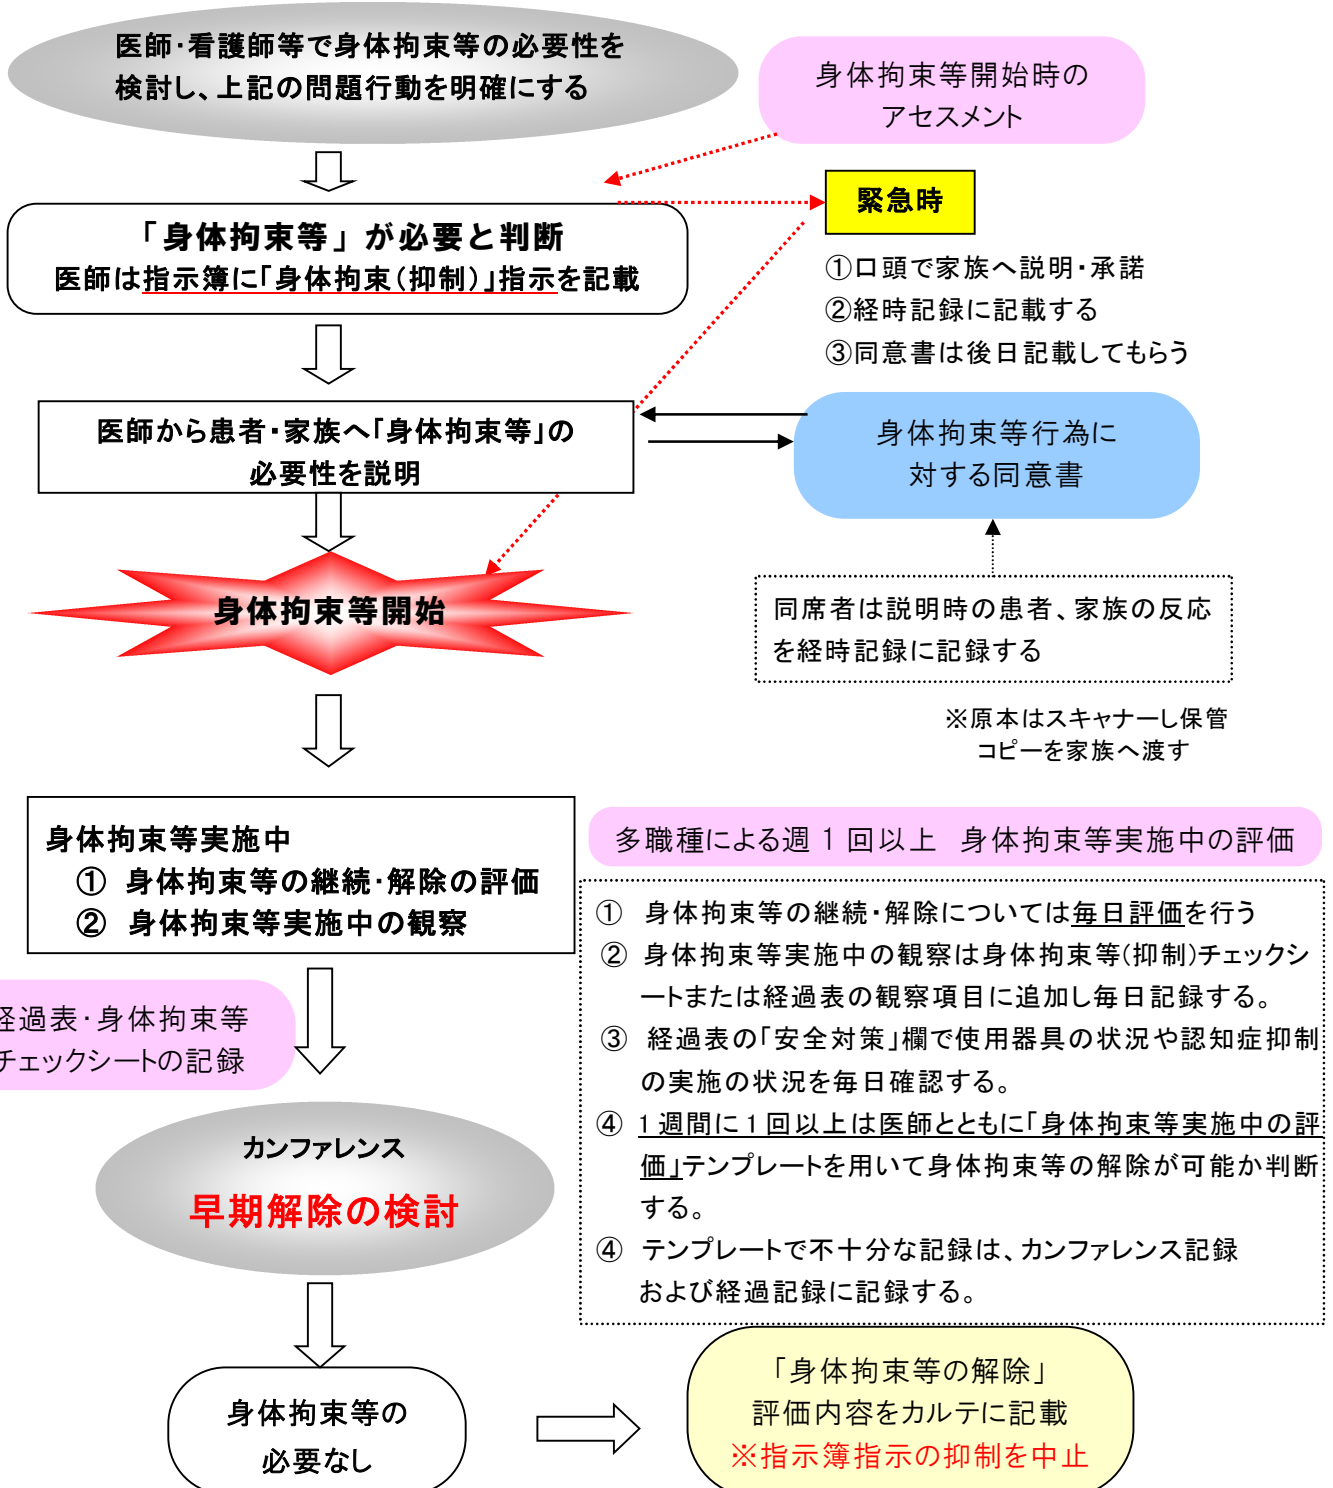 医師・看護師等で身体拘束等の必要性を
検討し、上記の問題行動を明確にする
身体拘束等開始時の
アセスメント
「身体拘束等」が必要と判断
医師は指示簿に「身体拘束（抑制）」指示を記載
緊急時
①口頭で家族へ説明・承諾
②経時記録に記載する
③同意書は後日記載してもらう
医師から患者・家族へ「身体拘束等」の
必要性を説明
身体拘束等行為に
対する同意書
身体拘束等開始
同席者は説明時の患者、家族の反応
を経時記録に記録する
※原本はスキャナーし保管
コピーを家族へ渡す
身体拘束等実施中
① 身体拘束等の継続・解除の評価
② 身体拘束等実施中の観察
多職種による週1回以上 身体拘束等実施中の評価
① 身体拘束等の継続・解除については毎日評価を行う
② 身体拘束等実施中の観察は身体拘束等(抑制)チェックシ
ートまたは経過表の観察項目に追加し毎日記録する。
③ 経過表の「安全対策」欄で使用器具の状況や認知症抑制
の実施の状況を毎日確認する。
④ 1週間に1回以上は医師とともに「身体拘束等実施中の評
価」テンプレートを用いて身体拘束等の解除が可能か判断
する。
④ テンプレートで不十分な記録は、カンファレンス記録
および経過記録に記録する。
経過表・身体拘束等
チェックシートの記録
カンファレンス
早期解除の検討
身体拘束等の
必要なし
「身体拘束等の解除」
評価内容をカルテに記載
※指示簿指示の抑制を中止